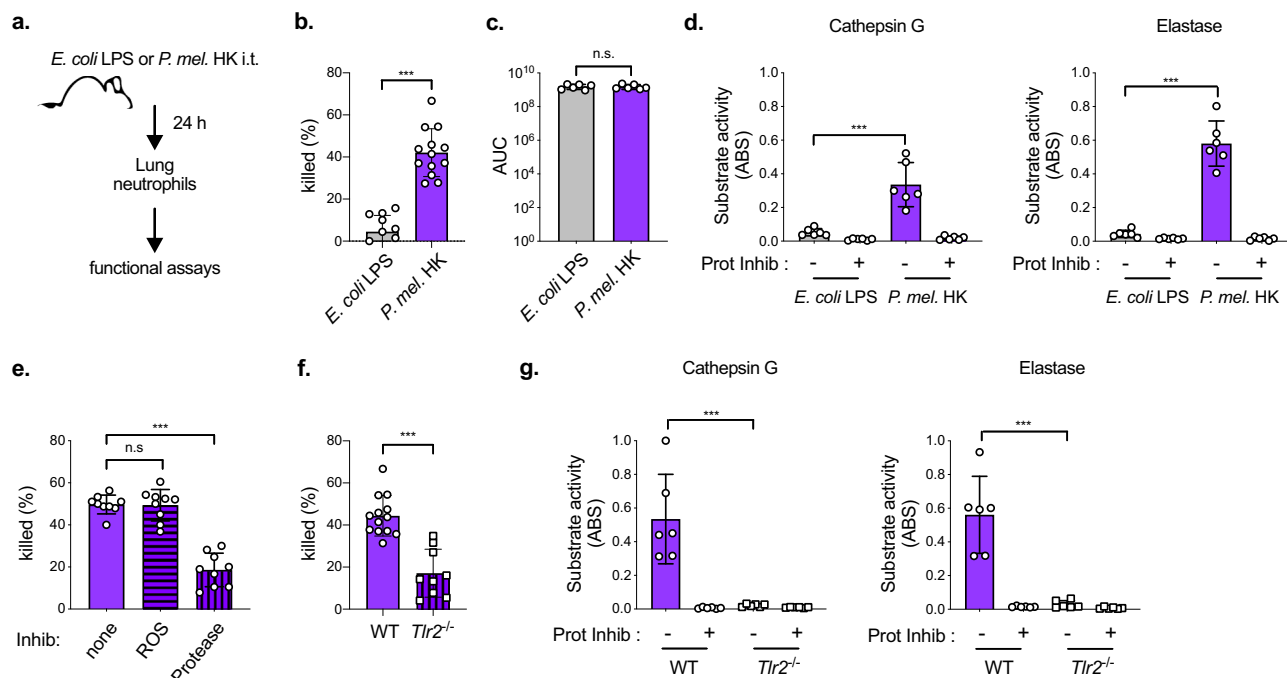 a.
E. coli LPS or P. mel. HK i.t.
24 h
Lung
neutrophils
functional assays
b.
killed (%)
80
60
40
20
0
***
E. coli LPS
P. mel. HK
c.
AUC
10^10
10^8
10^6
10^4
10^2
10^0
n.s.
E. coli LPS
P. mel. HK
d.
Cathepsin G
Substrate activity
(ABS)
1.0
0.8
0.6
0.4
0.2
0.0
***
Prot Inhib : - + - +
E. coli LPS P. mel. HK
Elastase
Substrate activity
(ABS)
1.0
0.8
0.6
0.4
0.2
0.0
***
Prot Inhib : - + - +
E. coli LPS P. mel. HK
e.
killed (%)
80
60
40
20
0
***
n.s
Inhib: none ROS Protease
f.
killed (%)
80
60
40
20
0
***
WT Tlr2-/-
g.
Cathepsin G
Substrate activity
(ABS)
1.0
0.8
0.6
0.4
0.2
0.0
***
Prot Inhib : - + - +
WT Tlr2-/-
Elastase
Substrate activity
(ABS)
1.0
0.8
0.6
0.4
0.2
0.0
***
Prot Inhib : - + - +
WT Tlr2-/-